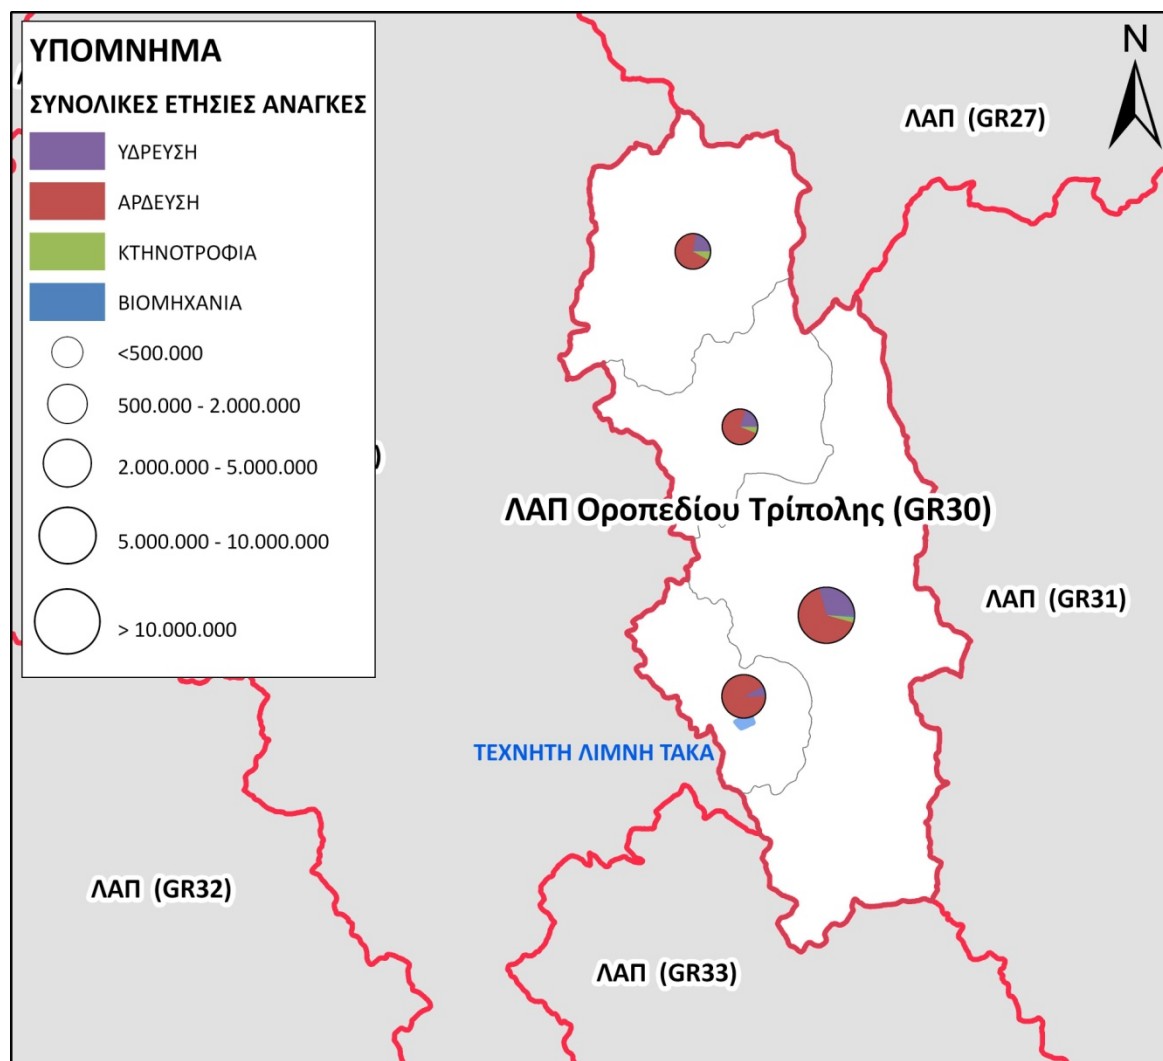 ΥΠΟΜΝΗΜΑ
ΣΥΝΟΛΙΚΕΣ ΕΤΗΣΙΕΣ ΑΝΑΓΚΕΣ
ΥΔΡΕΥΣΗ
ΑΡΔΕΥΣΗ
ΚΤΗΝΟΤΡΟΦΙΑ
ΒΙΟΜΗΧΑΝΙΑ
<500.000
500.000 - 2.000.000
2.000.000 - 5.000.000
5.000.000 - 10.000.000
> 10.000.000
N
ΛΑΠ (GR27)
ΛΑΠ Οροπεδίου Τρίπολης (GR30)
ΛΑΠ (GR31)
ΤΕΧΝΗΤΗ ΛΙΜΝΗ ΤΑΚΑ
ΛΑΠ (GR32)
ΛΑΠ (GR33)